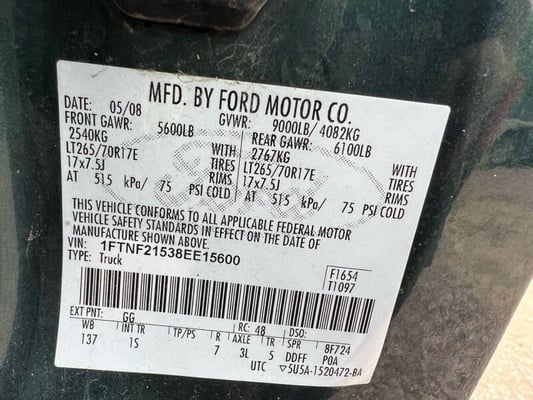 MFD. BY FORD MOTOR CO.
DATE: 05/08 GVWR: 9000LB/ 4082KG
FRONT GAWR: 5600LB REAR GAWR: 6100LB
2540KG WITH 2767KG WITH
LT265/70R17E TIRES LT265/70R17E TIRES
17x7.5J RIMS 17x7.5J RIMS
AT 515 kPa/ 75 PSI COLD AT 515 kPa/ 75 PSI COLD
THIS VEHICLE CONFORMS TO ALL APPLICABLE FEDERAL MOTOR
VEHICLE SAFETY STANDARDS IN EFFECT ON THE DATE OF
MANUFACTURE SHOWN ABOVE.
VIN: 1FTNF21538EE15600
TYPE: Truck
F1654
T1097
EXT PNT: GG RC: 48 DSO:
WB INT TR TP/PS R AXLE TR SPR 8F724
137 1S 7 3L 5 DDFF POA
UTC ▽5U5A-1520472-BA
Ford